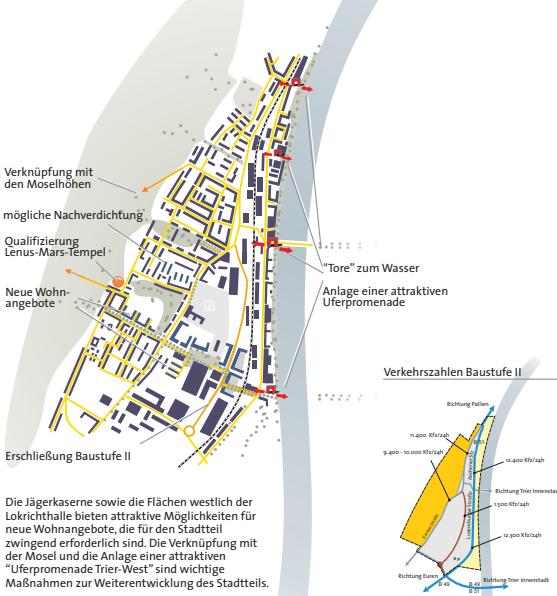 Verknüpfung mit
den Moselhöhen
mögliche Nachverdichtung
Qualifizierung
Lenus-Mars-Tempel
Neue Wohn-
angebote
"Tore" zum Wasser
Anlage einer attraktiven
Uferpromenade
Erschließung Baustufe II
Die Jägerkaserne sowie die Flächen westlich der
Lokrichthalle bieten attraktive Möglichkeiten für
neue Wohnangebote, die für den Stadtteil
zwingend erforderlich sind. Die Verknüpfung mit
der Mosel und die Anlage einer attraktiven
"Uferpromenade Trier-West" sind wichtige
Maßnahmen zur Weiterentwicklung des Stadtteils.
Verkehrszahlen Baustufe II
Richtung Pallien
11.400 Kfz/24h
B 51
9.400 - 10.000 Kfz/24h
12.400 Kfz/24h
Richtung Trier Innenstadt
Luxemburger Straße
1.500 Kfz/24h
12.300 Kfz/24h
Richtung Euren
B 49
B 49
B 51
Richtung Trier Innenstadt